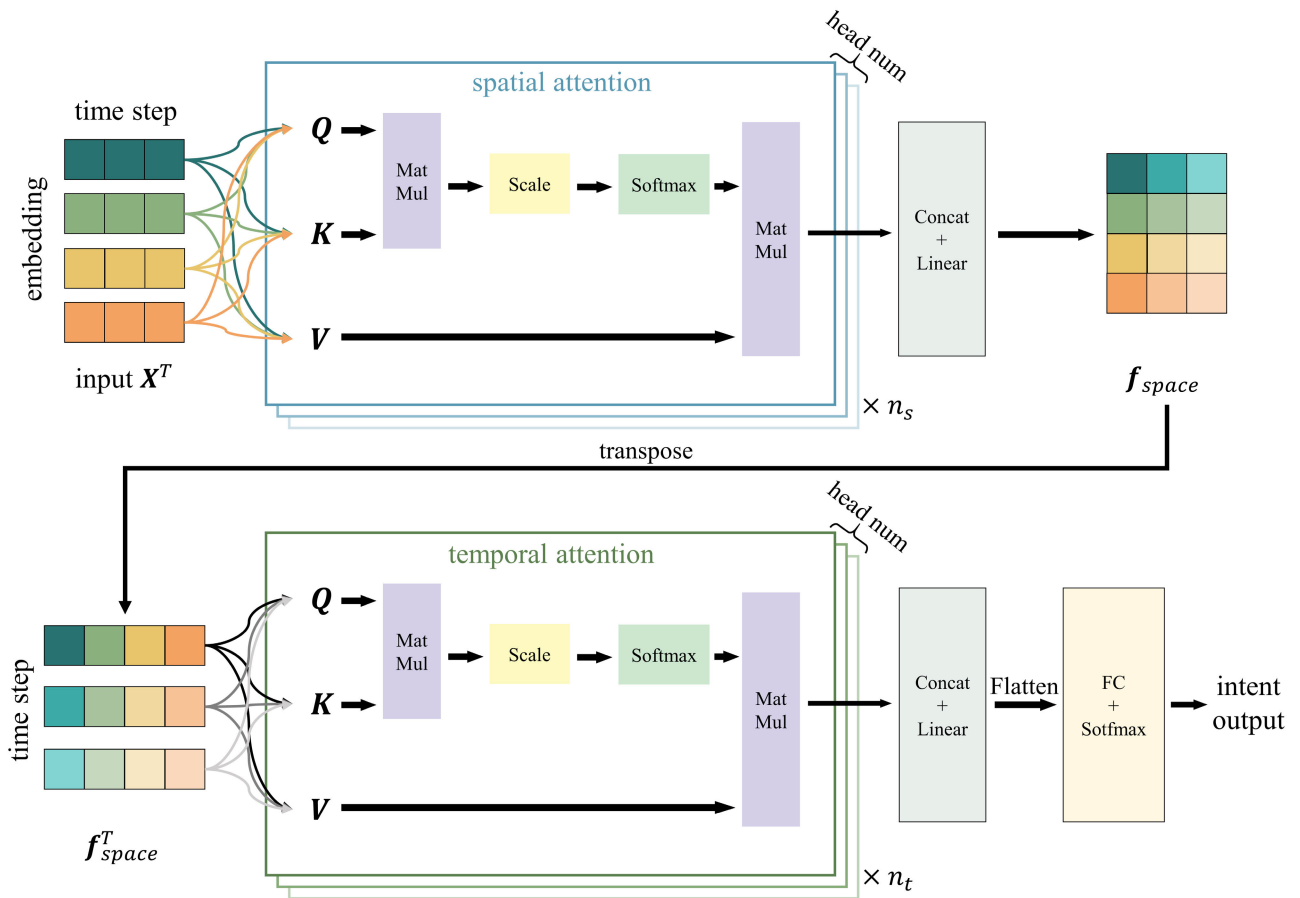 head num
spatial attention
time step
embedding
Q
K
V
Mat
Mul
Scale
Softmax
Mat
Mul
Concat
+
Linear
input X^T
f_space
× n_s
transpose
head num
temporal attention
time step
Q
K
V
Mat
Mul
Scale
Softmax
Mat
Mul
Concat
+
Linear
Flatten
FC
+
Sotfmax
intent
output
f_space^T
× n_t